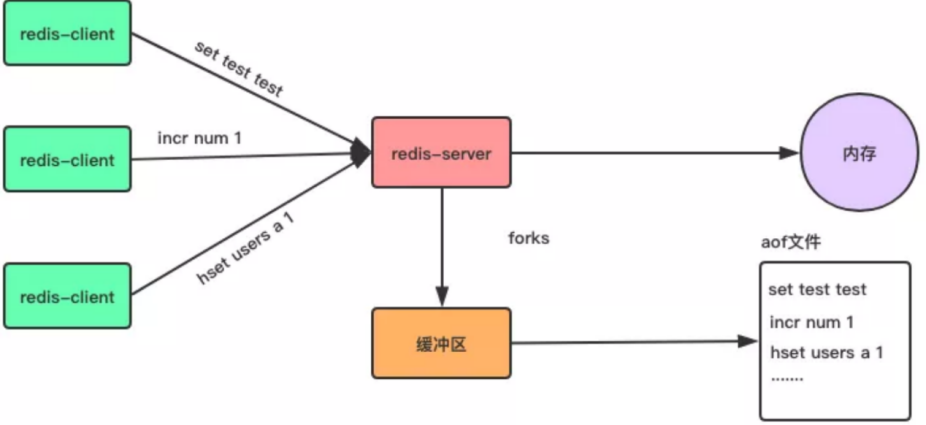 redis-client
set test test
redis-client
incr num 1
redis-client
hset users a 1
redis-server
内存
forks
缓冲区
aof文件
set test test
incr num 1
hset users a 1
.......